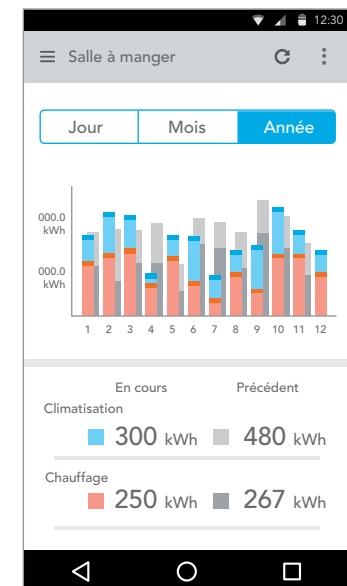 12:30
Salle à manger
Jour Mois Année
000.0
kWh
000.0
kWh
1 2 3 4 5 6 7 8 9 10 11 12
En cours Précédent
Climatisation
300 kWh 480 kWh
Chauffage
250 kWh 267 kWh